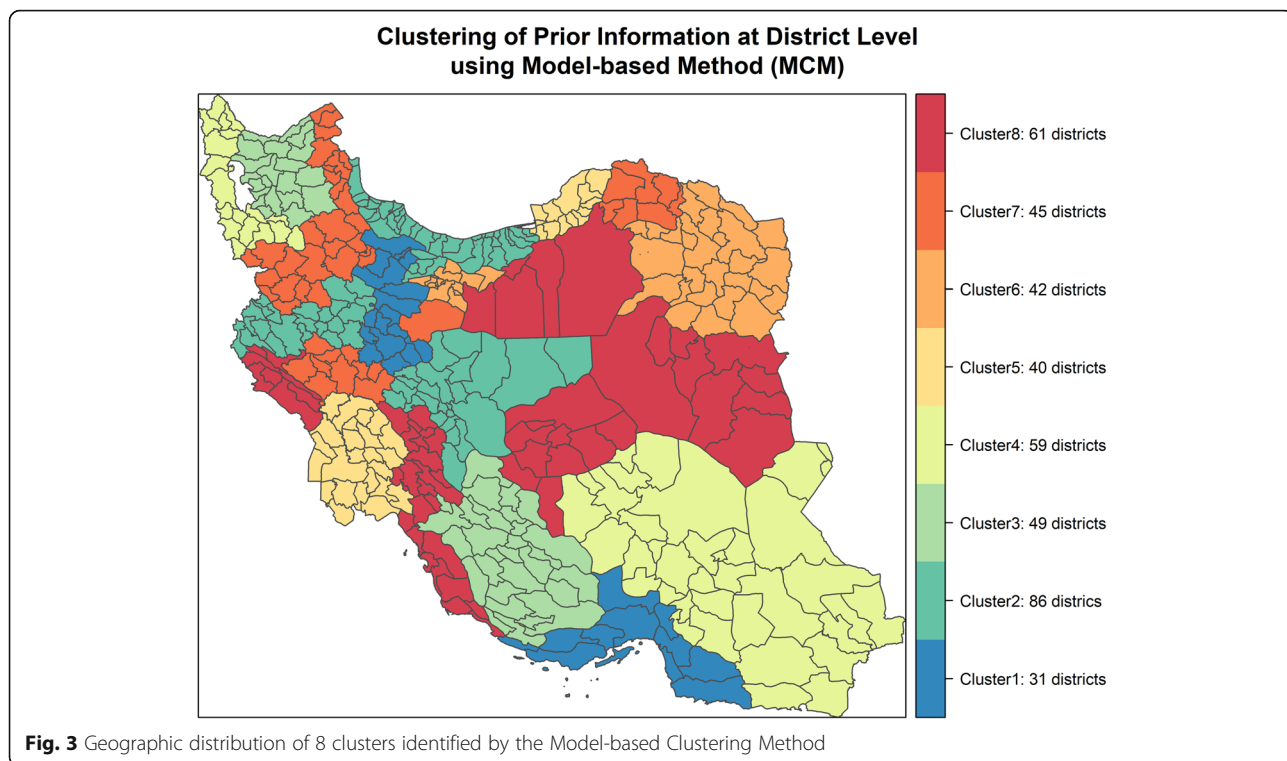 Clustering of Prior Information at District Level
using Model-based Method (MCM)
Cluster8: 61 districts
Cluster7: 45 districts
Cluster6: 42 districts
Cluster5: 40 districts
Cluster4: 59 districts
Cluster3: 49 districts
Cluster2: 86 districs
Cluster1: 31 districts
Fig. 3 Geographic distribution of 8 clusters identified by the Model-based Clustering Method